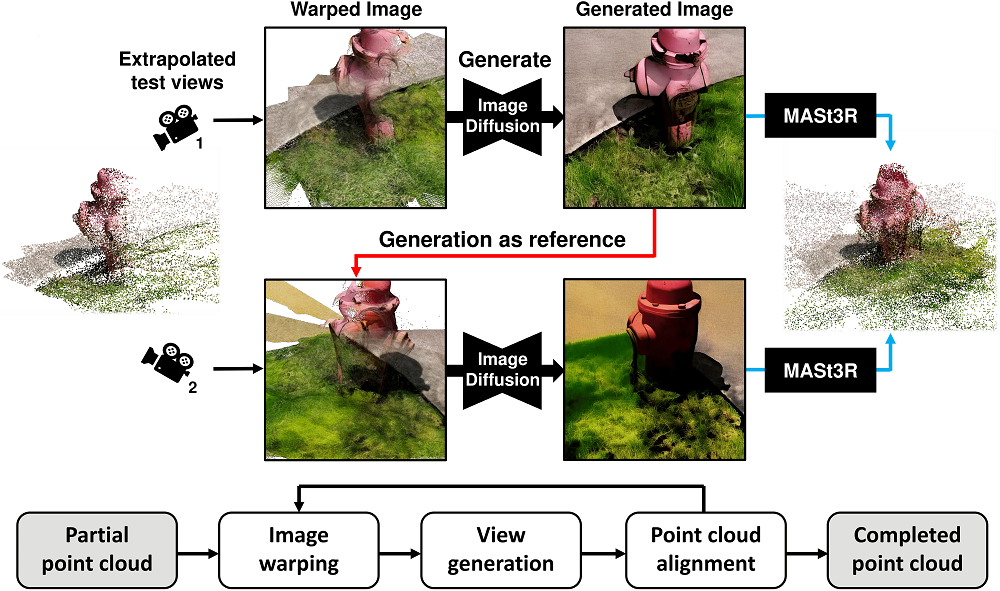 Warped Image
Generated Image
Extrapolated
test views
Generate
Image
Diffusion
MASt3R
1
Generation as reference
2
Image
Diffusion
MASt3R
Partial
point cloud
Image
warping
View
generation
Point cloud
alignment
Completed
point cloud